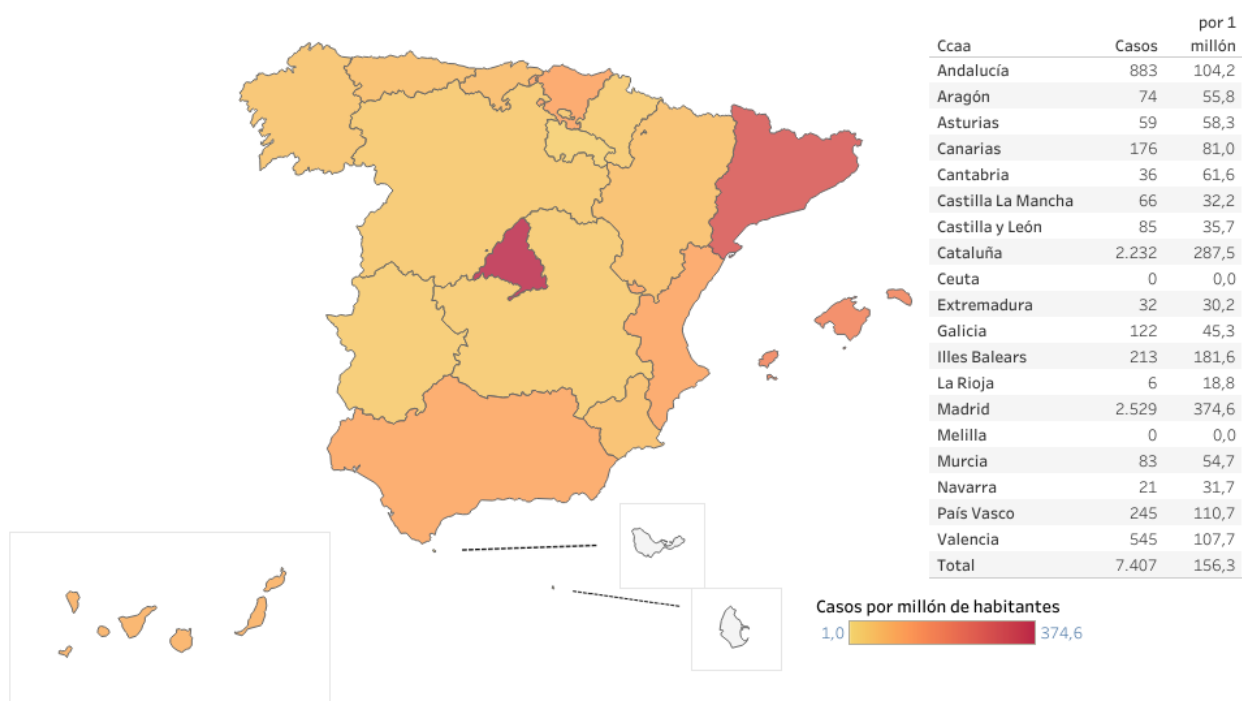 por 1
Ccaa Casos millón
Andalucía 883 104,2
Aragón 74 55,8
Asturias 59 58,3
Canarias 176 81,0
Cantabria 36 61,6
Castilla La Mancha 66 32,2
Castilla y León 85 35,7
Cataluña 2.232 287,5
Ceuta 0 0,0
Extremadura 32 30,2
Galicia 122 45,3
Illes Balears 213 181,6
La Rioja 6 18,8
Madrid 2.529 374,6
Melilla 0 0,0
Murcia 83 54,7
Navarra 21 31,7
País Vasco 245 110,7
Valencia 545 107,7
Total 7.407 156,3
Casos por millón de habitantes
1,0 374,6